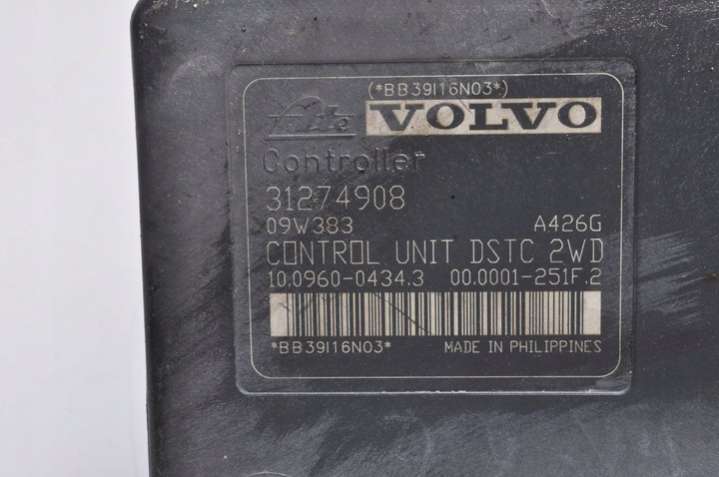 (*BB39I16N03*)
Ate VOLVO
Controller
31274908
09W383 A426G
CONTROL UNIT DSTC 2WD
10.0960-0434.3 00.0001-251F.2
*BB39I16N03* MADE IN PHILIPPINES